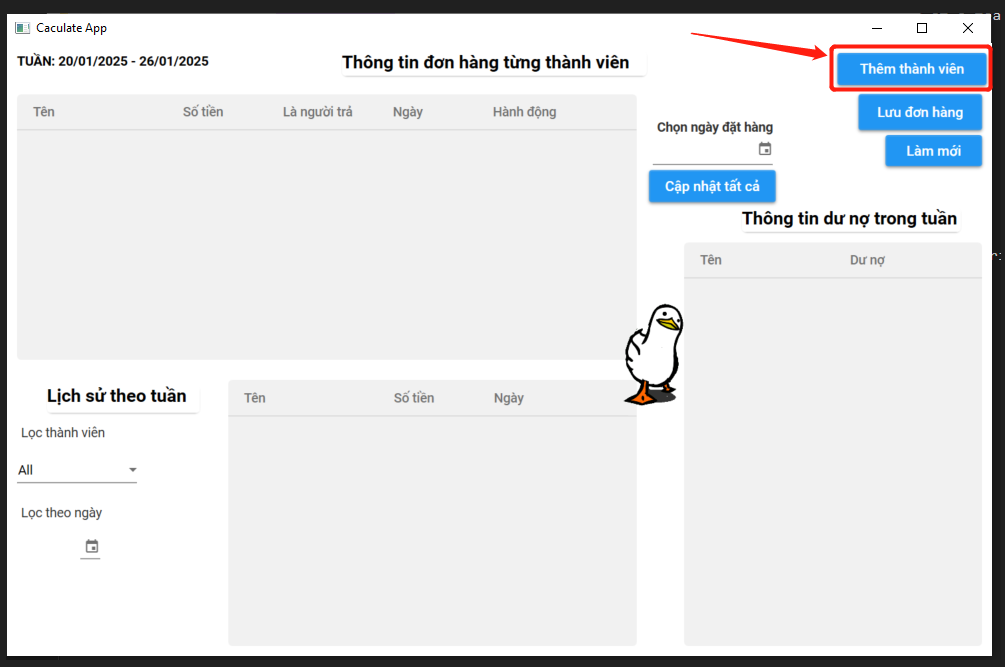 Caculate App
TUẦN: 20/01/2025 - 26/01/2025
Thông tin đơn hàng từng thành viên
Thêm thành viên
Lưu đơn hàng
Làm mới
Tên Số tiền Là người trả Ngày Hành động
Chọn ngày đặt hàng
Cập nhật tất cả
Thông tin dư nợ trong tuần
Tên Dư nợ
Lịch sử theo tuần
Lọc thành viên
All
Lọc theo ngày
Tên Số tiền Ngày